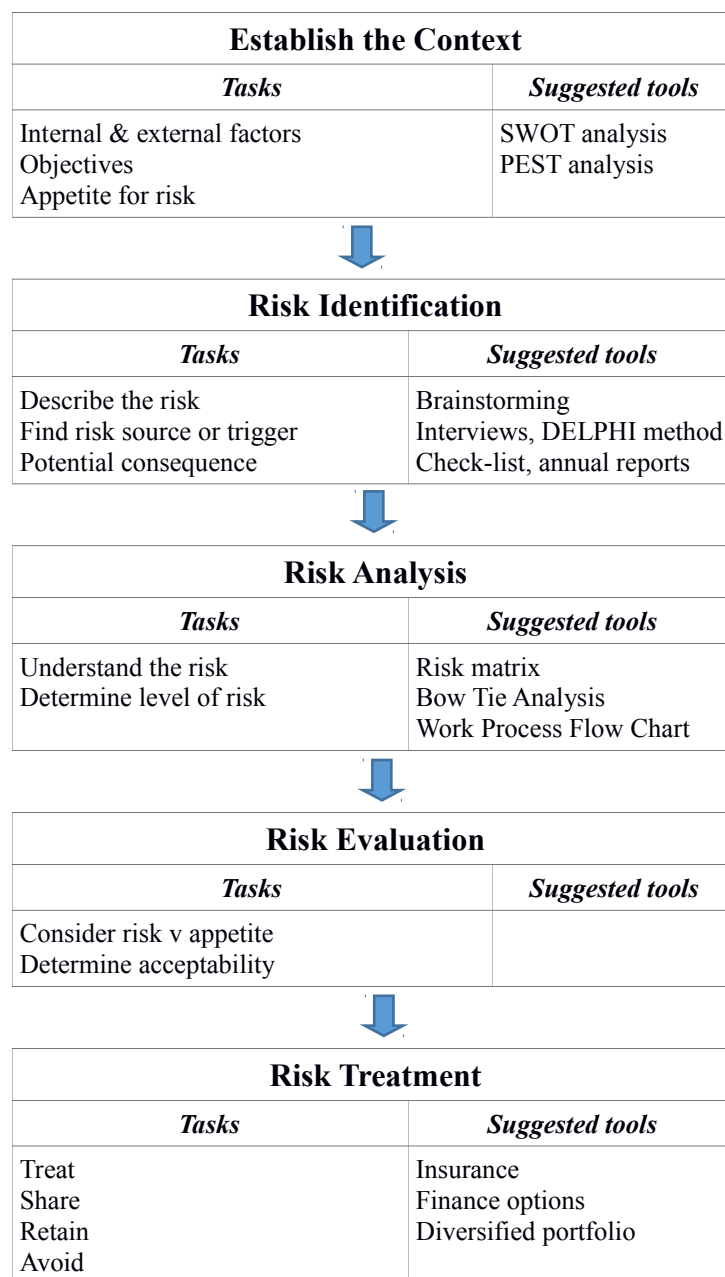 Establish the Context
Tasks
Suggested tools
Internal & external factors
Objectives
Appetite for risk
SWOT analysis
PEST analysis
Risk Identification
Tasks
Suggested tools
Describe the risk
Find risk source or trigger
Potential consequence
Brainstorming
Interviews, DELPHI method
Check-list, annual reports
Risk Analysis
Tasks
Suggested tools
Understand the risk
Determine level of risk
Risk matrix
Bow Tie Analysis
Work Process Flow Chart
Risk Evaluation
Tasks
Suggested tools
Consider risk v appetite
Determine acceptability
Risk Treatment
Tasks
Suggested tools
Treat
Share
Retain
Avoid
Insurance
Finance options
Diversified portfolio